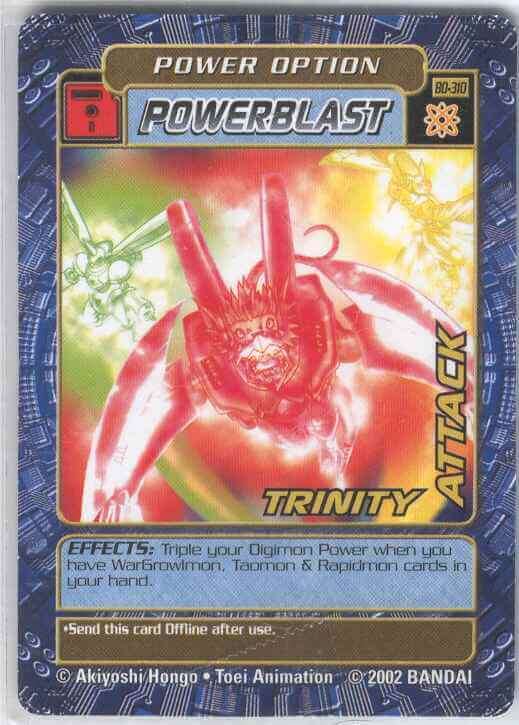 POWER OPTION
POWERBLAST
BO-310
TRINITY
ATTACK
EFFECTS: Triple your Digimon Power when you
have WarGrowlmon, Taomon & Rapidmon cards in
your hand.
•Send this card Offline after use.
© Akiyoshi Hongo • Toei Animation © 2002 BANDAI